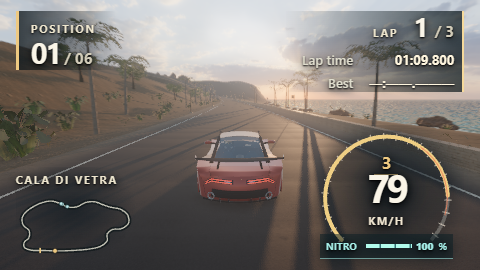 POSITION
01 / 06
LAP 1 / 3
Lap time 01:09.800
Best --:--.---
CALA DI VETRA
3
79
KM/H
NITRO 100 %